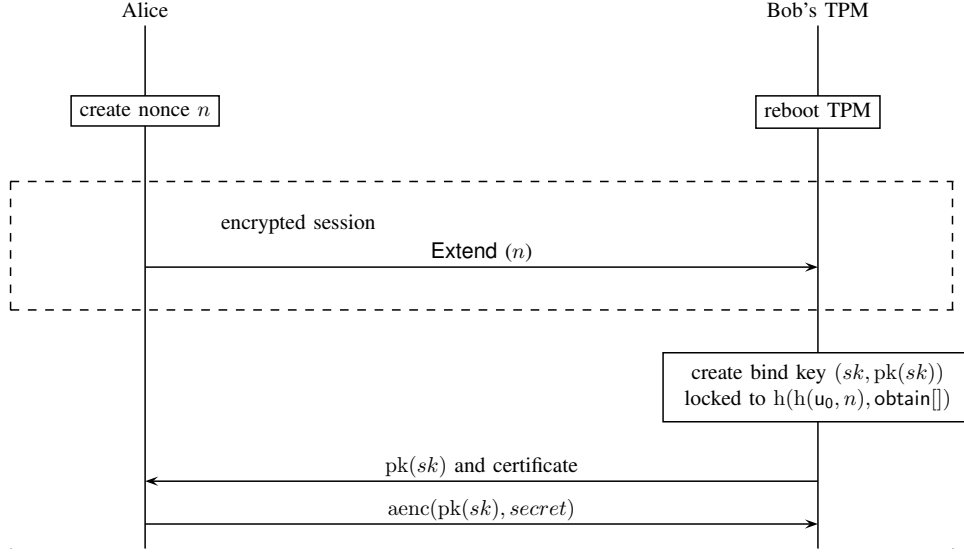 Alice
Bob's TPM
create nonce n
reboot TPM
encrypted session
Extend (n)
create bind key (sk, pk(sk))
locked to h(h(u₀, n), obtain[])
pk(sk) and certificate
aenc(pk(sk), secret)